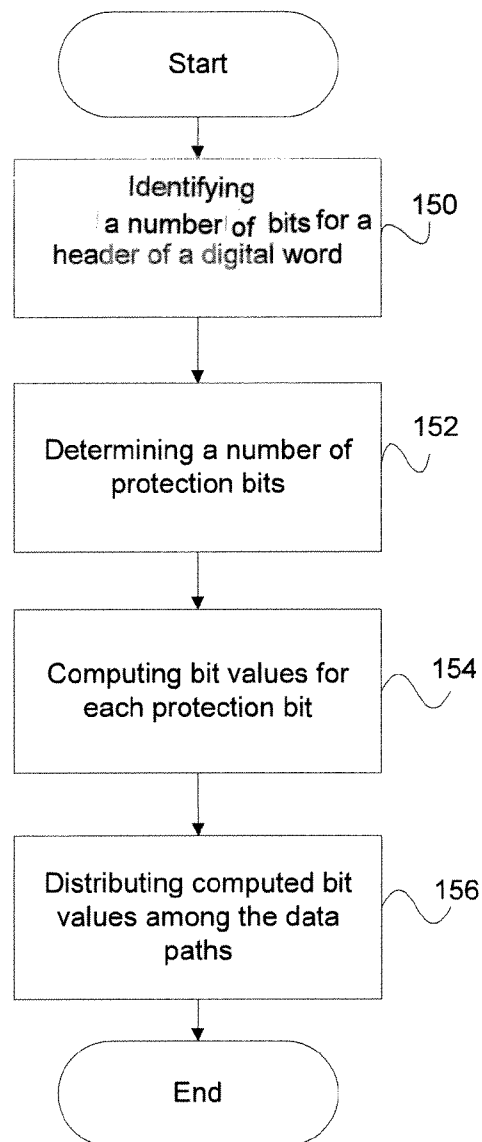 Start
Identifying
a number of bits for a
header of a digital word
150
Determining a number of
protection bits
152
Computing bit values for
each protection bit
154
Distributing computed bit
values among the data
paths
156
End